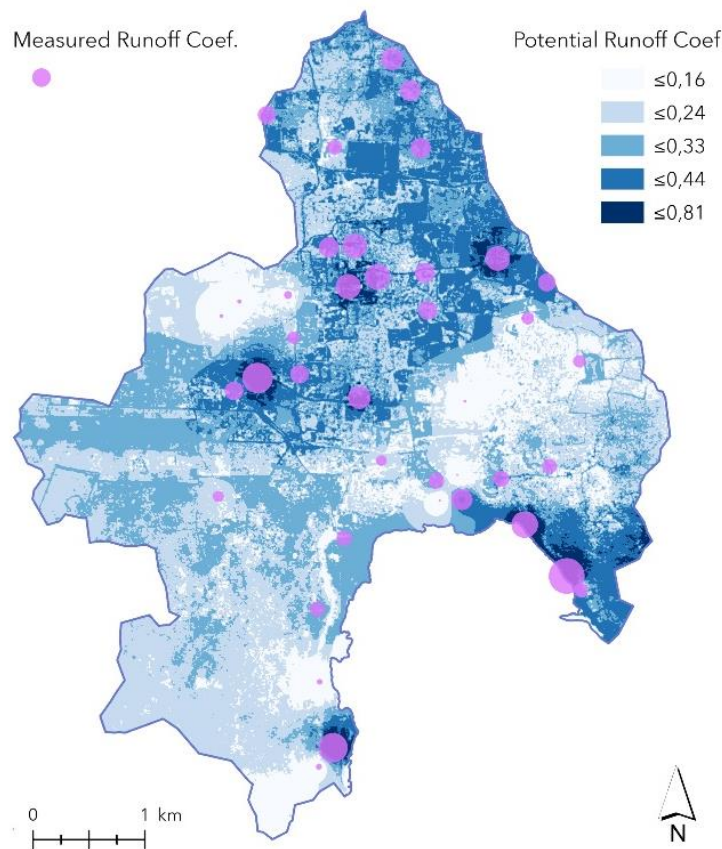 Measured Runoff Coef.
Potential Runoff Coef
≤0,16
≤0,24
≤0,33
≤0,44
≤0,81
0 1 km
N